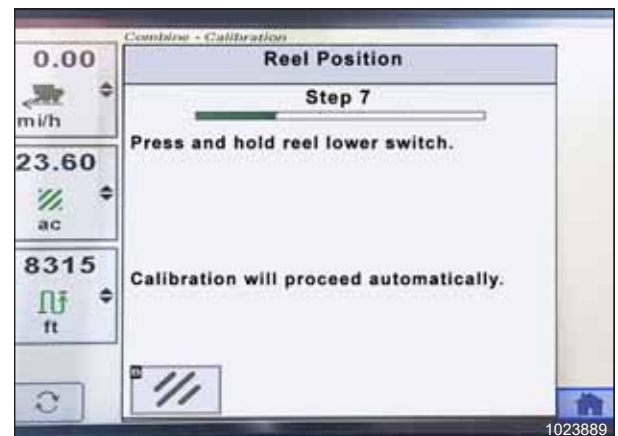 Combine - Calibration
0.00
mi/h
23.60
ac
8315
ft
Reel Position
Step 7
Press and hold reel lower switch.
Calibration will proceed automatically.
1023889